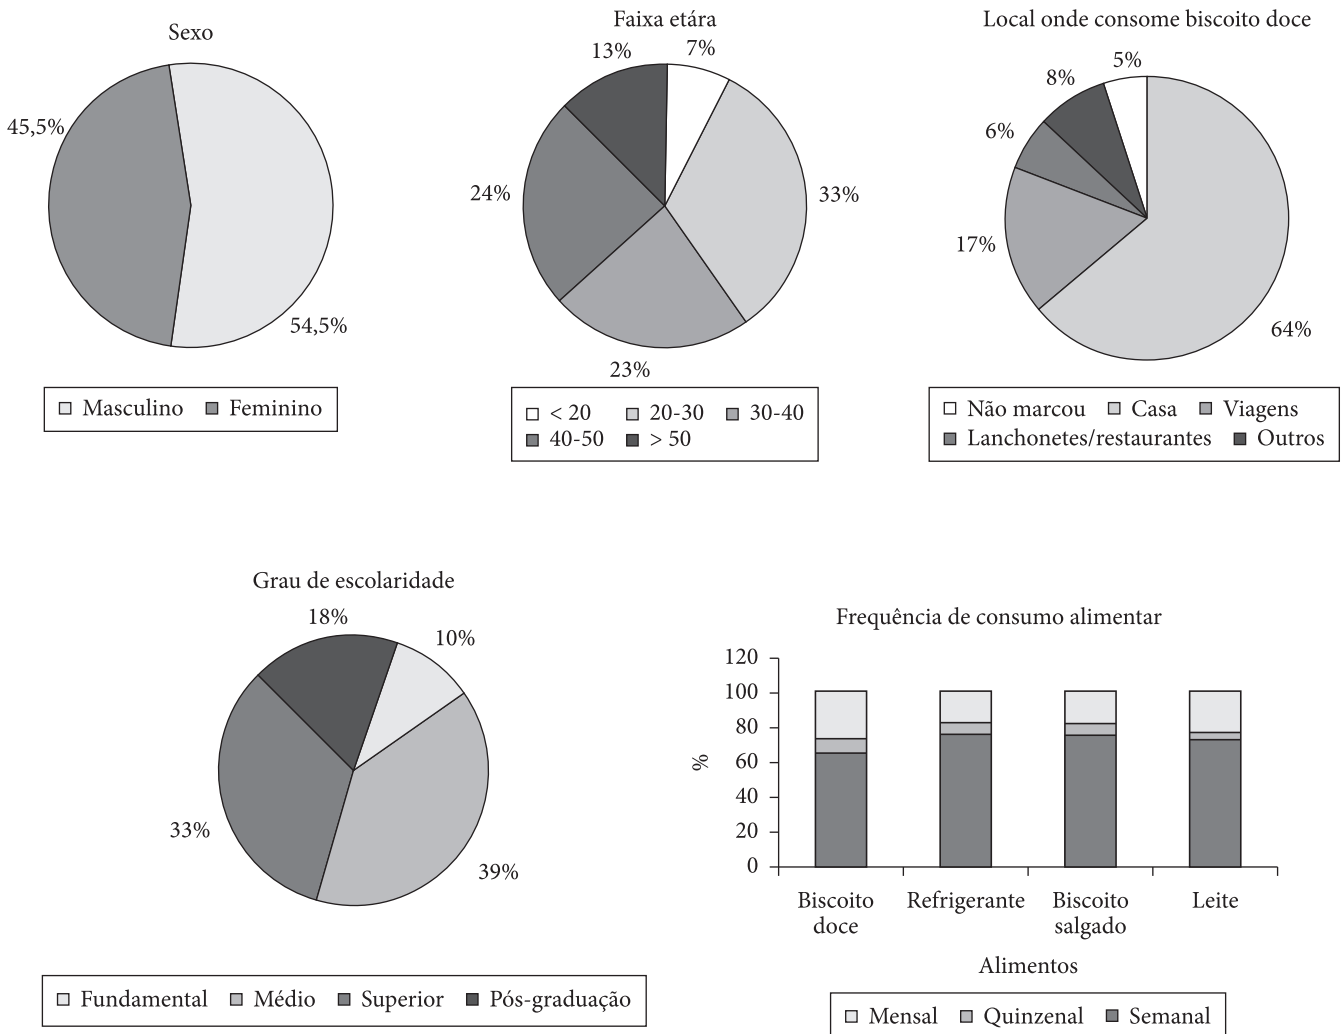 Sexo
45,5%
54,5%
Masculino Feminino
Faixa etára
13%
7%
24%
33%
23%
< 20 20-30 30-40
40-50 > 50
Local onde consome biscoito doce
5%
8%
6%
17%
64%
Não marcou Casa Viagens
Lanchonetes/restaurantes Outros
Grau de escolaridade
18%
10%
33%
39%
Fundamental Médio Superior Pós-graduação
Frequência de consumo alimentar
120
100
80
60
40
20
0
%
Biscoito doce
Refrigerante
Biscoito salgado
Leite
Alimentos
Mensal Quinzenal Semanal